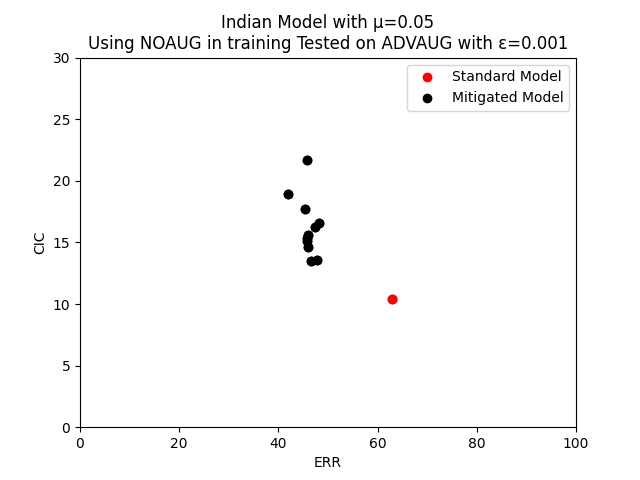 Indian Model with μ=0.05
Using NOAUG in training Tested on ADVAUG with ε=0.001
Standard Model
Mitigated Model
30
25
20
15
10
5
0
CIC
0 20 40 60 80 100
ERR